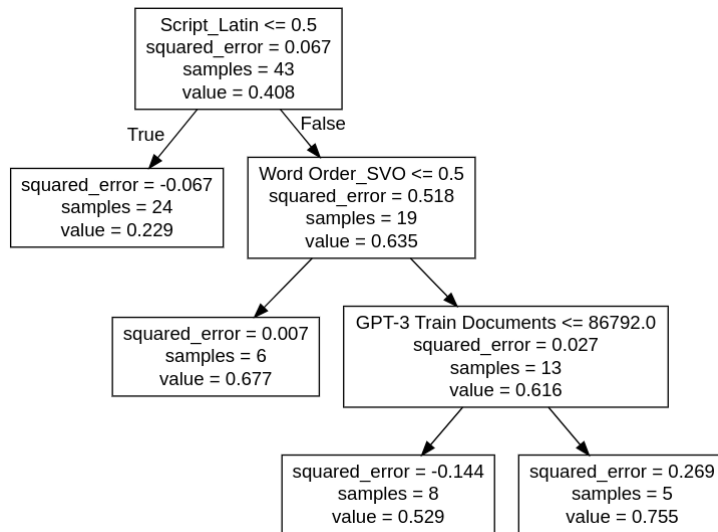 Script_Latin <= 0.5
squared_error = 0.067
samples = 43
value = 0.408
True
False
squared_error = -0.067
samples = 24
value = 0.229
Word Order_SVO <= 0.5
squared_error = 0.518
samples = 19
value = 0.635
squared_error = 0.007
samples = 6
value = 0.677
GPT-3 Train Documents <= 86792.0
squared_error = 0.027
samples = 13
value = 0.616
squared_error = -0.144
samples = 8
value = 0.529
squared_error = 0.269
samples = 5
value = 0.755